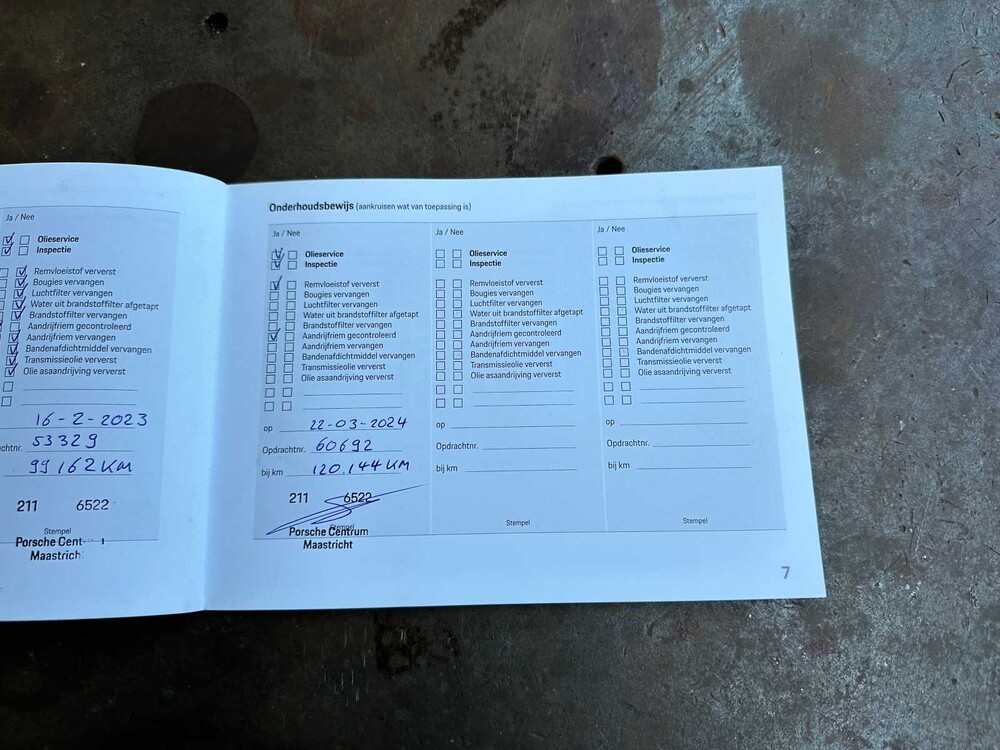 Ja / Nee
Olieservice
Inspectie
Remvloeistof ververst
Bougies vervangen
Luchtfilter vervangen
Water uit brandstoffilter afgetapt
Brandstoffilter vervangen
Aandrijfriem gecontroleerd
Aandrijfriem vervangen
Bandenafdichtmiddel vervangen
Transmissieolie ververst
Olie asaandrijving ververst
16-2-2023
chtnr. 53329
99162 KM
211 6522
Stempel
Porsche Cent
Maastrich
Onderhoudsbewijs (aankruisen wat van toepassing is)
Ja / Nee
Olieservice
Inspectie
Remvloeistof ververst
Bougies vervangen
Luchtfilter vervangen
Water uit brandstoffilter afgetapt
Brandstoffilter vervangen
Aandrijfriem gecontroleerd
Aandrijfriem vervangen
Bandenafdichtmiddel vervangen
Transmissieolie ververst
Olie asaandrijving ververst
op 22-03-2024
Opdrachtnr. 60692
bij km 120.144 KM
211 6522
Stempel
Porsche Centrum
Maastricht
Ja / Nee
Olieservice
Inspectie
Remvloeistof ververst
Bougies vervangen
Luchtfilter vervangen
Water uit brandstoffilter afgetapt
Brandstoffilter vervangen
Aandrijfriem gecontroleerd
Aandrijfriem vervangen
Bandenafdichtmiddel vervangen
Transmissieolie ververst
Olie asaandrijving ververst
op
Opdrachtnr.
bij km
Stempel
Ja / Nee
Olieservice
Inspectie
Remvloeistof ververst
Bougies vervangen
Luchtfilter vervangen
Water uit brandstoffilter afgetapt
Brandstoffilter vervangen
Aandrijfriem gecontroleerd
Aandrijfriem vervangen
Bandenafdichtmiddel vervangen
Transmissieolie ververst
Olie asaandrijving ververst
op
Opdrachtnr.
bij km
Stempel
7